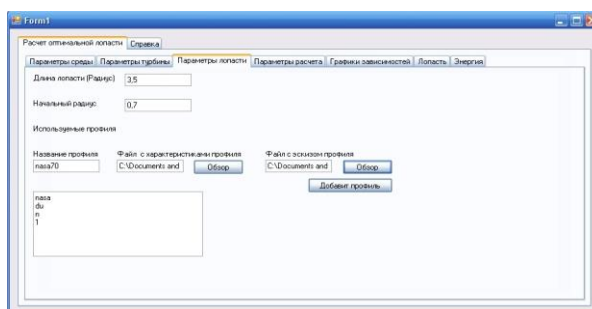 Form1
Расчет оптимальной лопасти Справка
Параметры среды Параметры турбины Параметры лопасти Параметры расчета Графики зависимостей Лопасть Энергия
Длина лопасти (Радиус) 3,5
Начальный радиус 0,7
Используемые профиля
Название профиля Файл с характеристиками профиля Файл с эскизом профиля
nasa70 C:\Documents and Обзор C:\Documents and Обзор
Добавит профиль
nasa
du
n
1